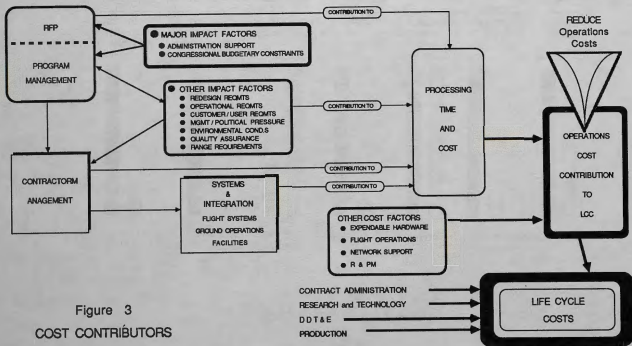 RFP
PROGRAM
MANAGEMENT
MAJOR IMPACT FACTORS
ADMINISTRATION SUPPORT
CONGRESSIONAL BUDGETARY CONSTRAINTS
CONTRIBUTION TO
OTHER IMPACT FACTORS
REDESIGN REQMTS
OPERATIONAL REQMTS
CUSTOMER/USER REQMTS
MGMT/POLITICAL PRESSURE
ENVIRONMENTAL COND.S
QUALITY ASSURANCE
RANGE REQUIREMENTS
CONTRIBUTION TO
CONTRIBUTION TO
CONTRIBUTION TO
CONTRACTORM
ANAGEMENT
SYSTEMS
&
INTEGRATION
FLIGHT SYSTEMS
GROUND OPERATIONS
FACILITIES
PROCESSING
TIME
AND
COST
REDUCE
Operations
Costs
OPERATIONS
COST
CONTRIBUTION
TO
LCC
OTHER COST FACTORS
EXPENDABLE HARDWARE
FLIGHT OPERATIONS
NETWORK SUPPORT
R & PM
CONTRACT ADMINISTRATION
RESEARCH and TECHNOLOGY
DDT&E
PRODUCTION
LIFE CYCLE
COSTS
Figure 3
COST CONTRIBUTORS